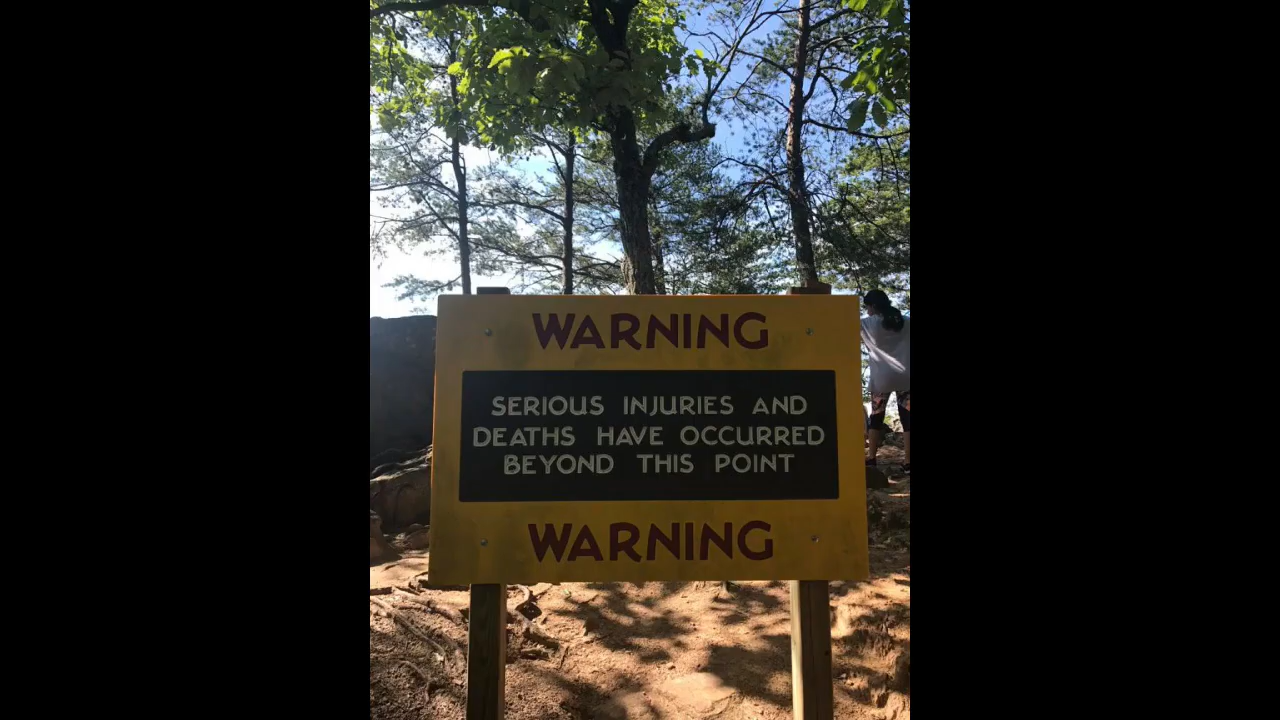 WARNING
SERIOUS INJURIES AND
DEATHS HAVE OCCURRED
BEYOND THIS POINT
WARNING